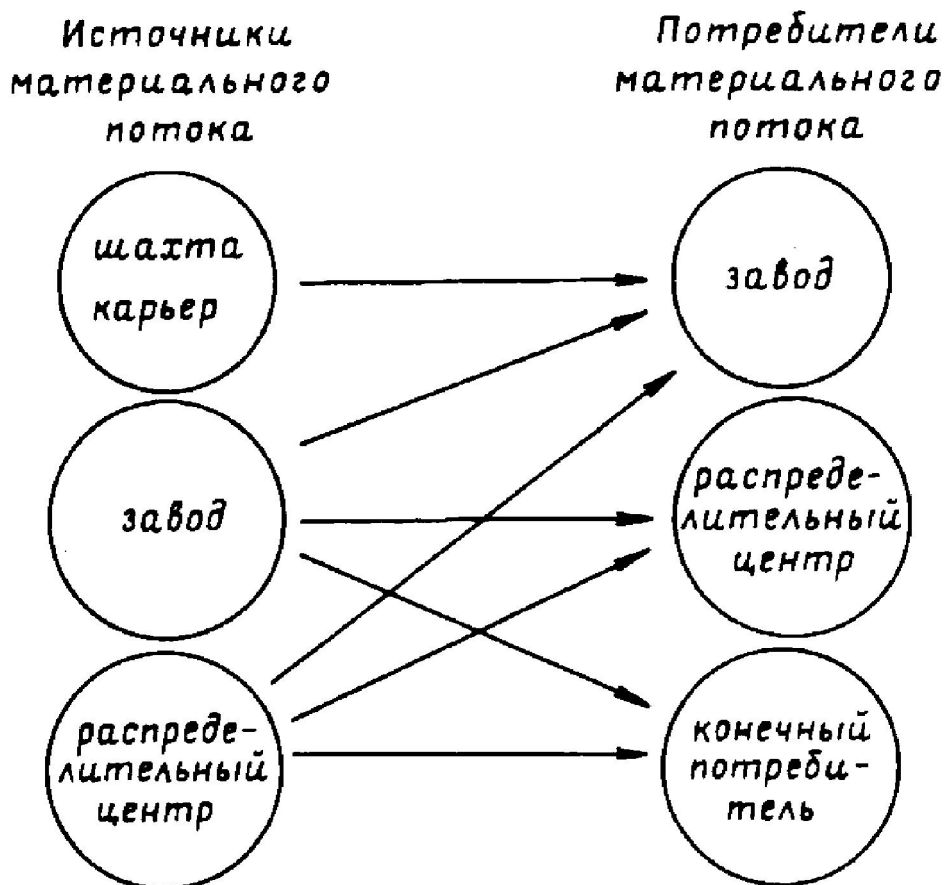 Источники
материального
потока
Потребители
материального
потока
шахта
карьер
завод
завод
распреде-
лительный
центр
распреде-
лительный
центр
конечный
потреби-
тель